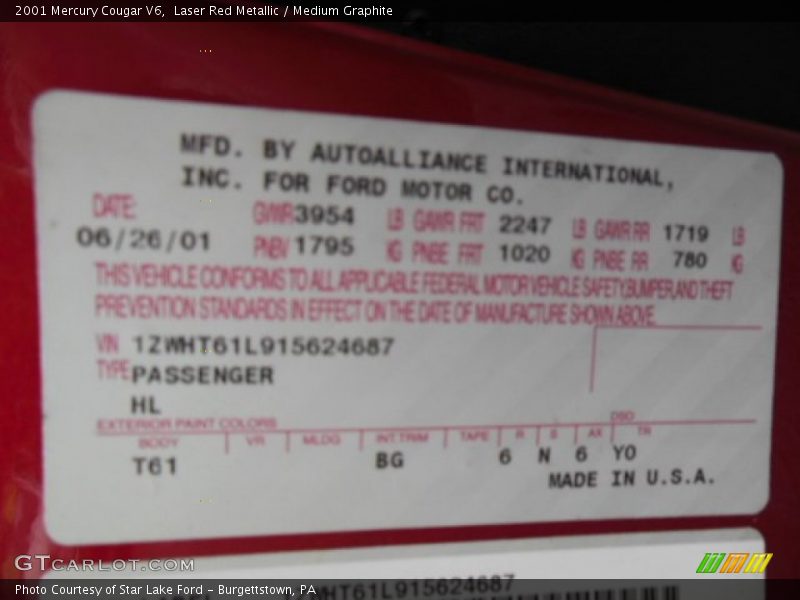 2001 Mercury Cougar V6,  Laser Red Metallic / Medium Graphite
MFD. BY AUTOALLIANCE INTERNATIONAL,
INC. FOR FORD MOTOR CO.
DATE: GVWR 3954 LB GAWR FRT 2247 LB GAWR RR 1719 LB
06/26/01 PNBV 1795 KG PNBE FRT 1020 KG PNBE RR 780 KG
THIS VEHICLE CONFORMS TO ALL APPLICABLE FEDERAL MOTOR VEHICLE SAFETY, BUMPER, AND THEFT
PREVENTION STANDARDS IN EFFECT ON THE DATE OF MANUFACTURE SHOWN ABOVE.
VIN 1ZWHT61L915624687
TYPE PASSENGER
HL
EXTERIOR PAINT COLORS DSO
BODY VR MLDG INT. TRIM TAPE R S AX TR
T61 BG 6 N 6 YO
MADE IN U.S.A.
GTCARLOT.COM
1ZWHT61L915624687
Photo Courtesy of Star Lake Ford - Burgettstown, PA